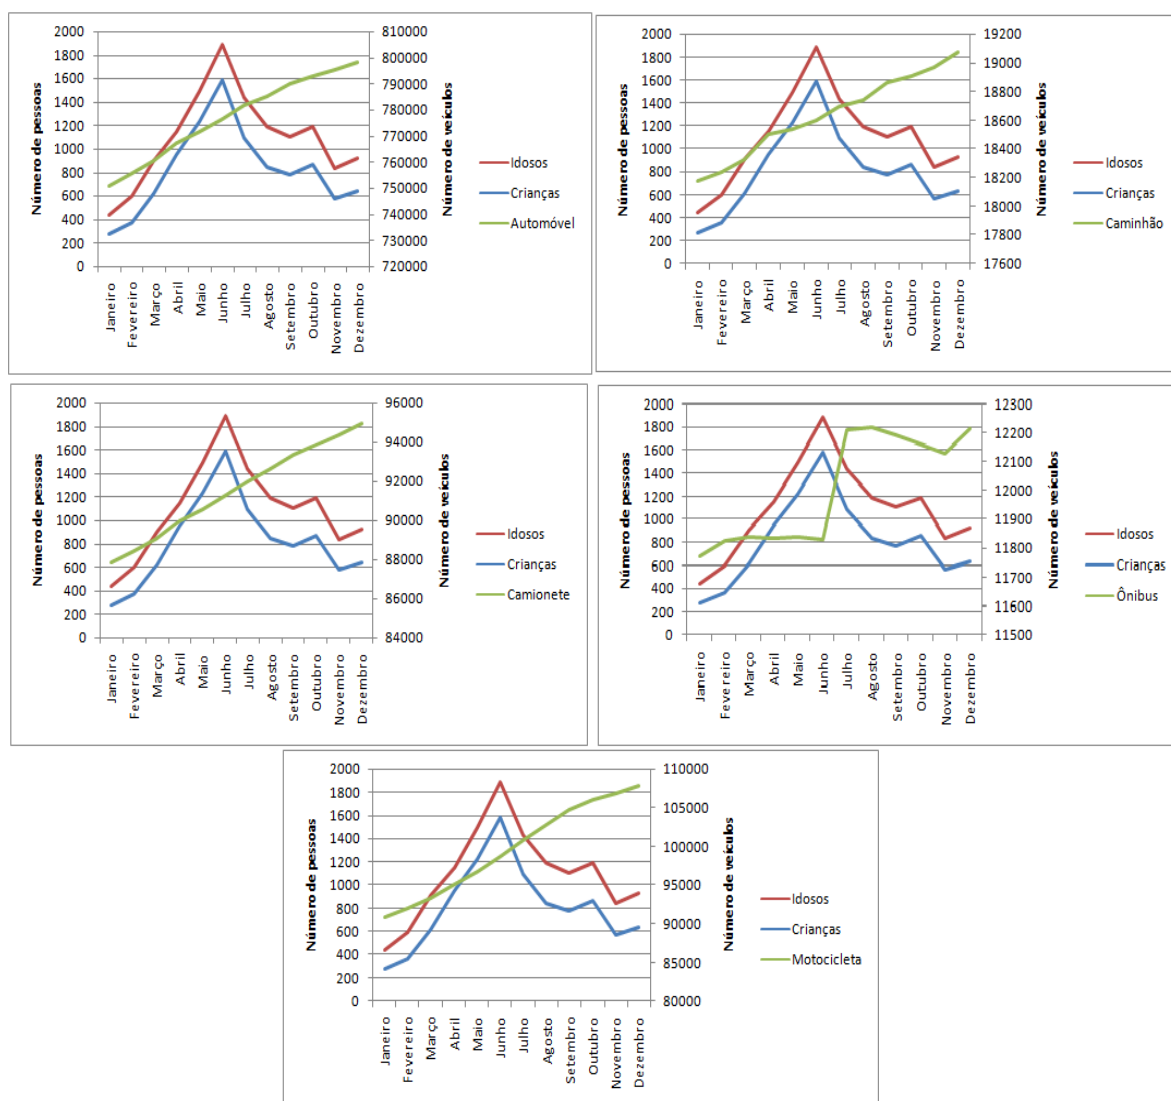 Número de pessoas
2000
1800
1600
1400
1200
1000
800
600
400
200
0
810000
800000
790000
780000
770000
760000
750000
740000
730000
720000
Número de veículos
Janeiro
Fevereiro
Março
Abril
Maio
Junho
Julho
Agosto
Setembro
Outubro
Novembro
Dezembro
Idosos
Crianças
Automóvel
Número de pessoas
2000
1800
1600
1400
1200
1000
800
600
400
200
0
19200
19000
18800
18600
18400
18200
18000
17800
17600
Número de veículos
Janeiro
Fevereiro
Março
Abril
Maio
Junho
Julho
Agosto
Setembro
Outubro
Novembro
Dezembro
Idosos
Crianças
Caminhão
Número de pessoas
2000
1800
1600
1400
1200
1000
800
600
400
200
0
96000
94000
92000
90000
88000
86000
84000
Número de veículos
Janeiro
Fevereiro
Março
Abril
Maio
Junho
Julho
Agosto
Setembro
Outubro
Novembro
Dezembro
Idosos
Crianças
Camionete
Número de pessoas
2000
1800
1600
1400
1200
1000
800
600
400
200
0
12300
12200
12100
12000
11900
11800
11700
11600
11500
Número de veículos
Janeiro
Fevereiro
Março
Abril
Maio
Junho
Julho
Agosto
Setembro
Outubro
Novembro
Dezembro
Idosos
Crianças
Ônibus
Número de pessoas
2000
1800
1600
1400
1200
1000
800
600
400
200
0
110000
105000
100000
95000
90000
85000
80000
Número de veículos
Janeiro
Fevereiro
Março
Abril
Maio
Junho
Julho
Agosto
Setembro
Outubro
Novembro
Dezembro
Idosos
Crianças
Motocicleta